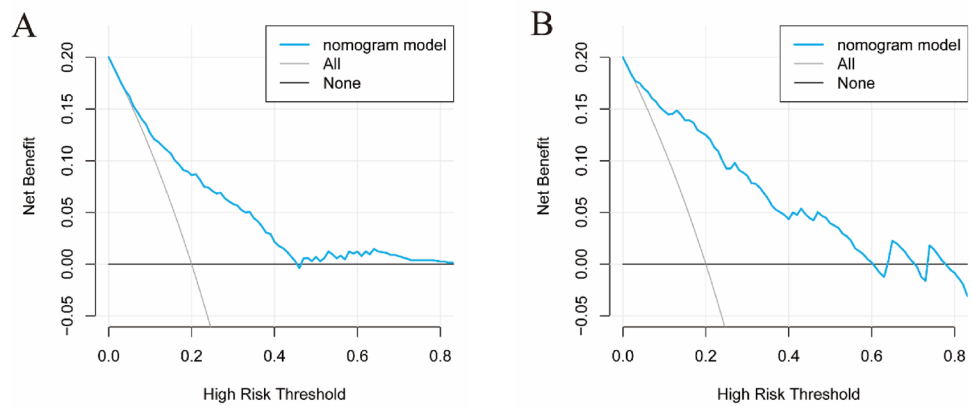 A
nomogram model
All
None
Net Benefit
0.20
0.15
0.10
0.05
0.00
−0.05
0.0 0.2 0.4 0.6 0.8
High Risk Threshold
B
nomogram model
All
None
Net Benefit
0.20
0.15
0.10
0.05
0.00
−0.05
0.0 0.2 0.4 0.6 0.8
High Risk Threshold